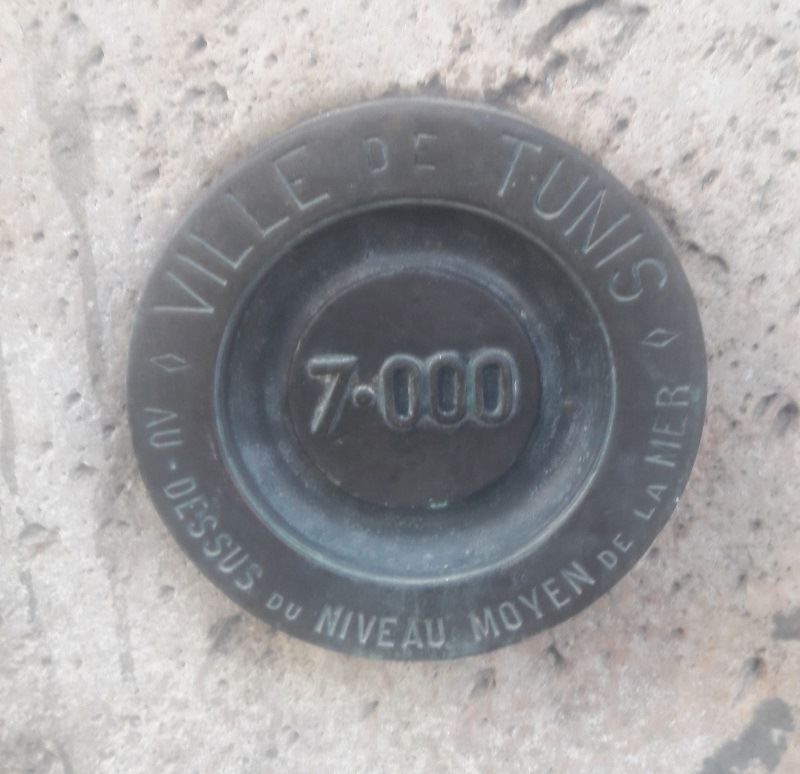 VILLE DE TUNIS
7.000
AU-DESSUS DU NIVEAU MOYEN DE LA MER